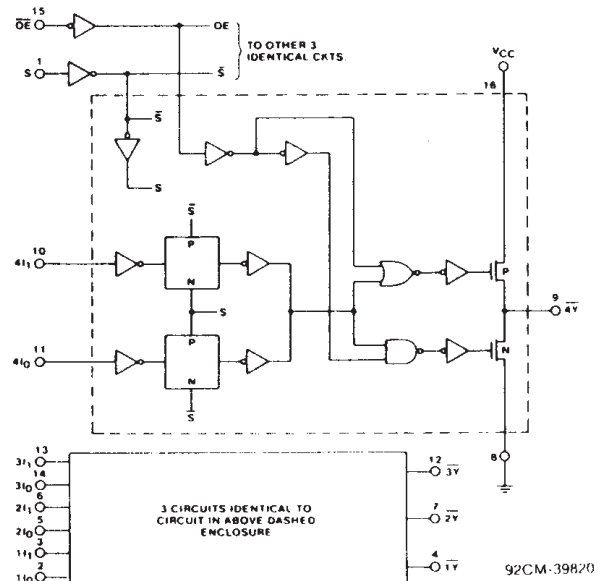 15
OE
OE
TO OTHER 3
IDENTICAL CKTS.
1
S
S
VCC
16
S
S
S
10
4I1
P
N
S
P
N
S
11
4I0
P
N
9
4Y
8
13
3I1
14
3I0
6
2I1
5
2I0
3
1I1
2
1I0
3 CIRCUITS IDENTICAL TO
CIRCUIT IN ABOVE DASHED
ENCLOSURE
12
3Y
7
2Y
4
1Y
92CM-39820